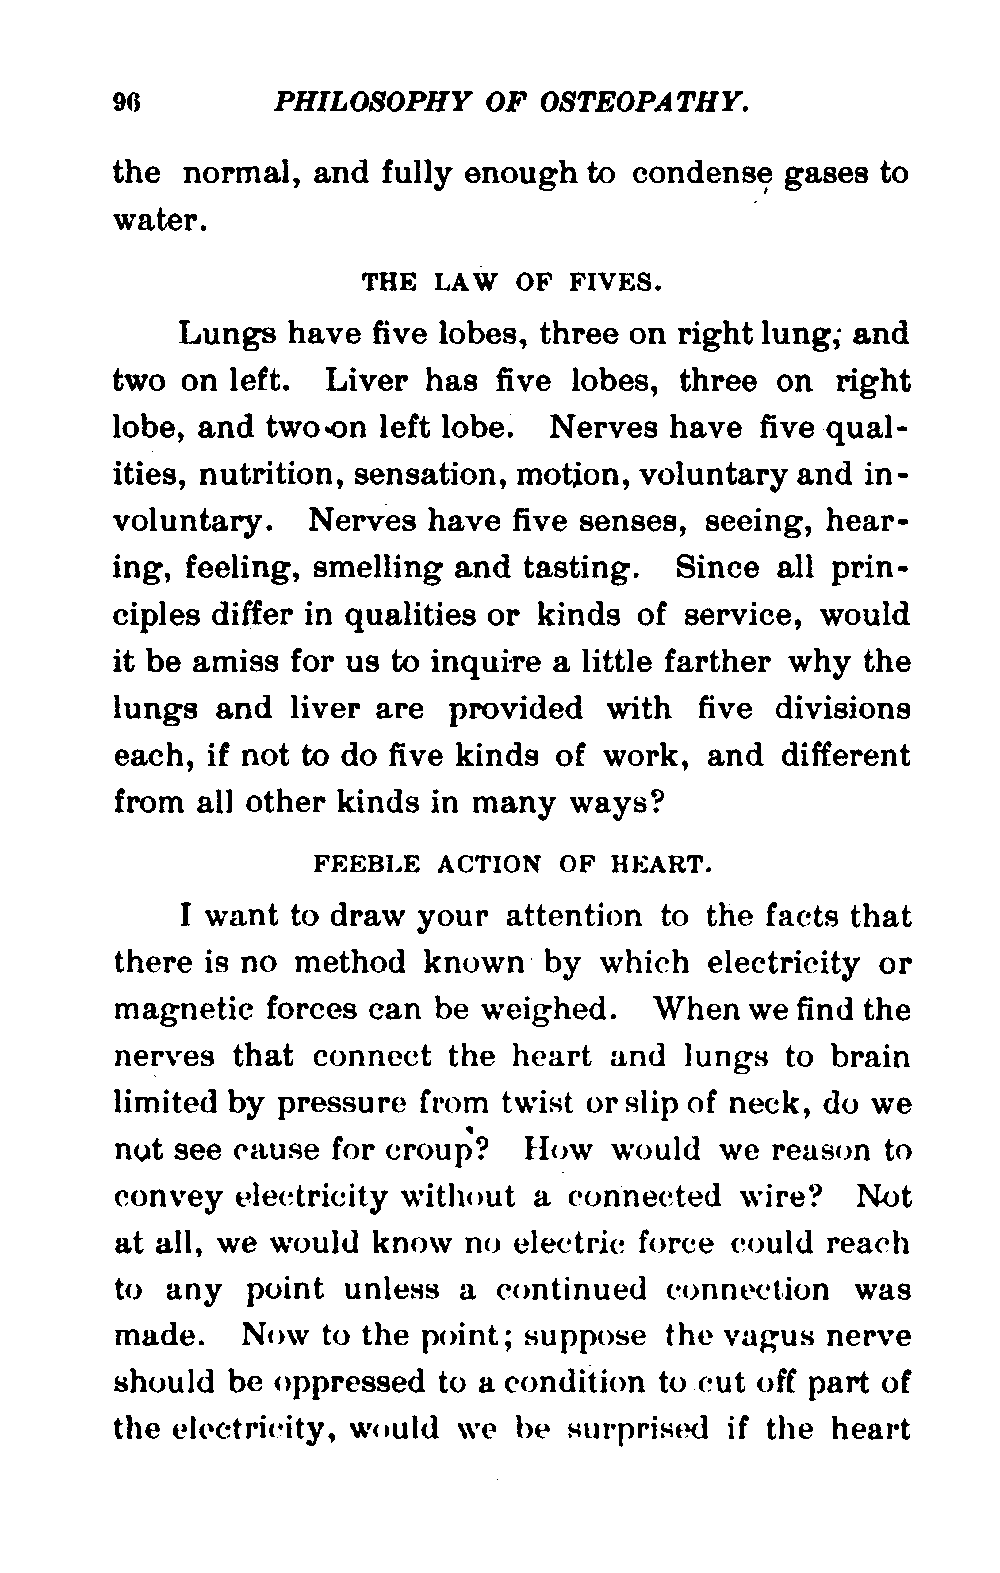 96 PHILOSOPHY OF OSTEOPATHY.
the normal, and fully enough to condense gases to
water.
THE LAW OF FIVES.
Lungs have five lobes, three on right lung; and
two on left. Liver has five lobes, three on right
lobe, and two on left lobe. Nerves have five qual-
ities, nutrition, sensation, motion, voluntary and in-
voluntary. Nerves have five senses, seeing, hear-
ing, feeling, smelling and tasting. Since all prin-
ciples differ in qualities or kinds of service, would
it be amiss for us to inquire a little farther why the
lungs and liver are provided with five divisions
each, if not to do five kinds of work, and different
from all other kinds in many ways?
FEEBLE ACTION OF HEART.
I want to draw your attention to the facts that
there is no method known by which electricity or
magnetic forces can be weighed. When we find the
nerves that connect the heart and lungs to brain
limited by pressure from twist or slip of neck, do we
not see cause for croup? How would we reason to
convey electricity without a connected wire? Not
at all, we would know no electric force could reach
to any point unless a continued connection was
made. Now to the point; suppose the vagus nerve
should be oppressed to a condition to cut off part of
the electricity, would we be surprised if the heart